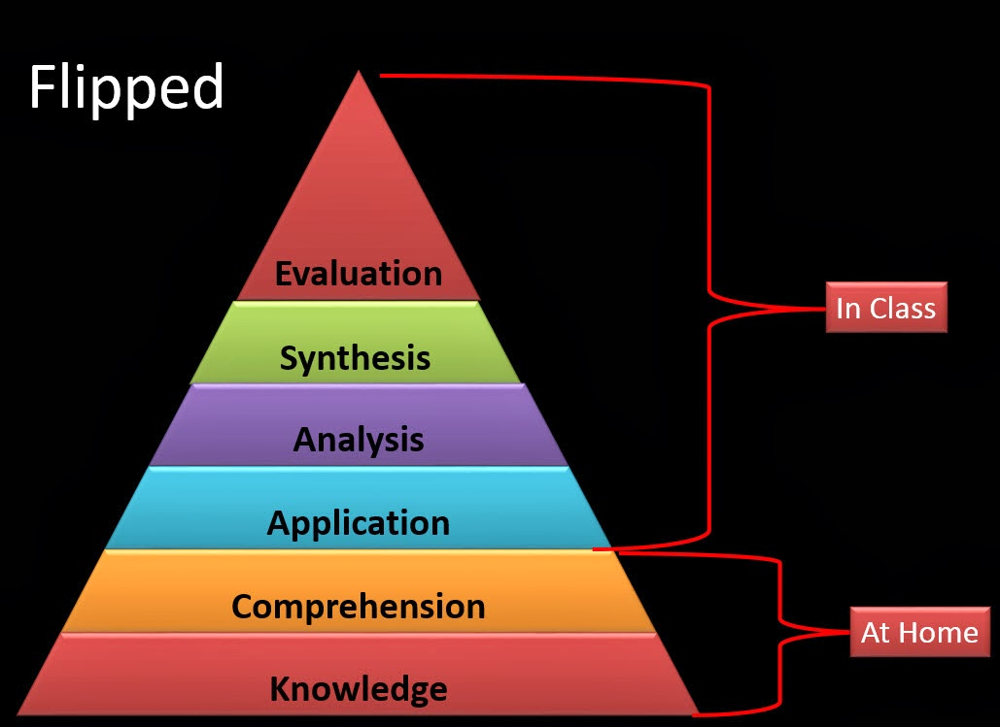 Flipped
Evaluation
Synthesis
Analysis
Application
Comprehension
Knowledge
In Class
At Home